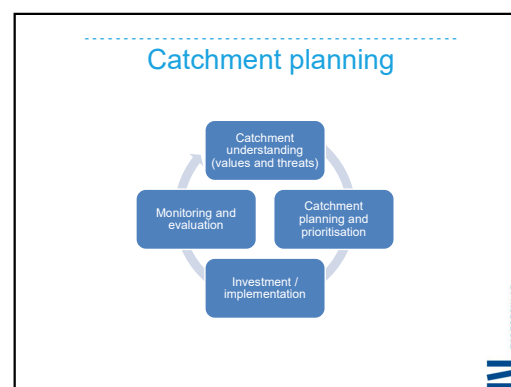 Catchment planning
Catchment
understanding
(values and threats)
Monitoring and
evaluation
Catchment
planning and
prioritisation
Investment /
implementation